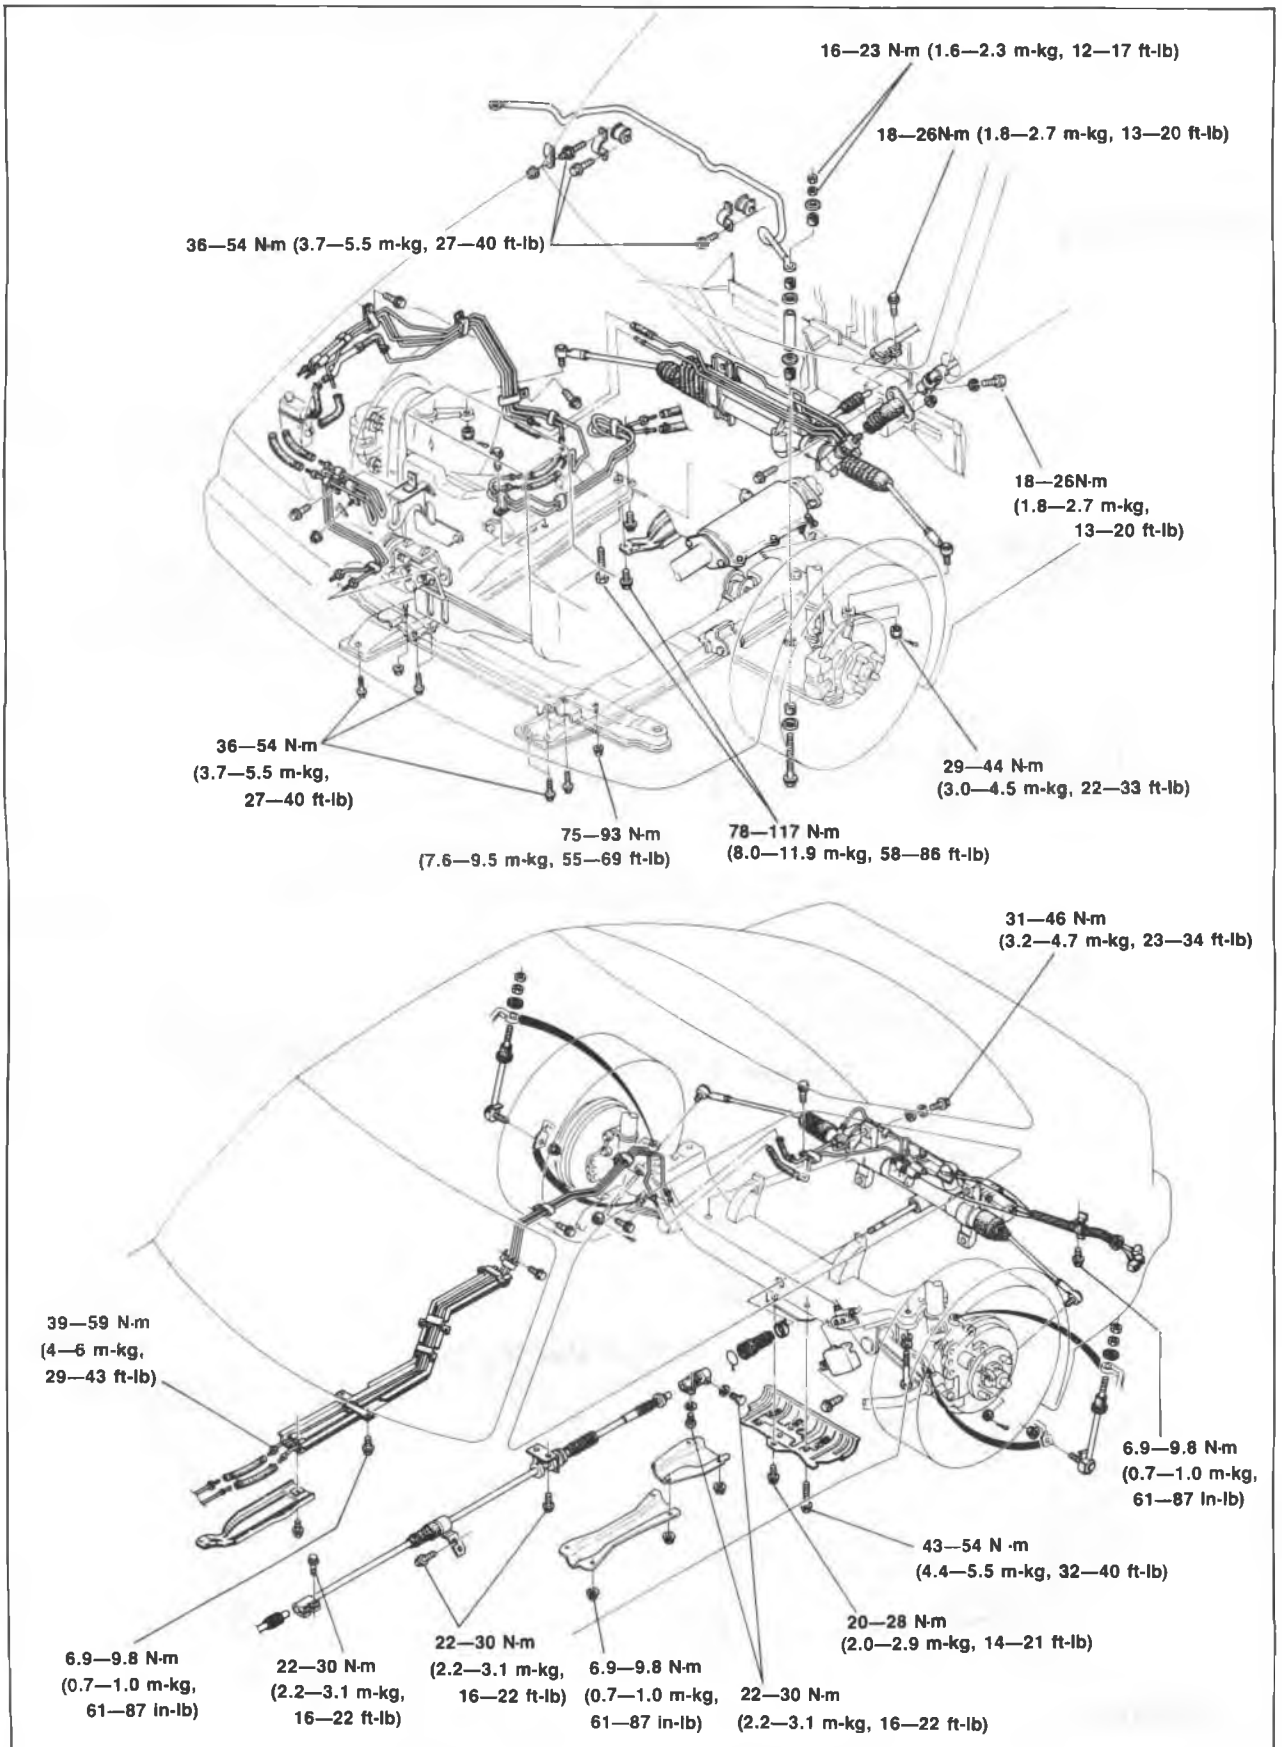 16—23 N·m (1.6—2.3 m-kg, 12—17 ft-lb)
18—26N·m (1.8—2.7 m-kg, 13—20 ft-lb)
36—54 N·m (3.7—5.5 m-kg, 27—40 ft-lb)
18—26N·m
(1.8—2.7 m-kg,
13—20 ft-lb)
36—54 N·m
(3.7—5.5 m-kg,
27—40 ft-lb)
29—44 N·m
(3.0—4.5 m-kg, 22—33 ft-lb)
75—93 N·m
(7.6—9.5 m-kg, 55—69 ft-lb)
78—117 N·m
(8.0—11.9 m-kg, 58—86 ft-lb)
31—46 N·m
(3.2—4.7 m-kg, 23—34 ft-lb)
39—59 N·m
(4—6 m-kg,
29—43 ft-lb)
6.9—9.8 N·m
(0.7—1.0 m-kg,
61—87 in-lb)
43—54 N·m
(4.4—5.5 m-kg, 32—40 ft-lb)
20—28 N·m
(2.0—2.9 m-kg, 14—21 ft-lb)
6.9—9.8 N·m
(0.7—1.0 m-kg,
61—87 in-lb)
22—30 N·m
(2.2—3.1 m-kg,
16—22 ft-lb)
22—30 N·m
(2.2—3.1 m-kg,
16—22 ft-lb)
6.9—9.8 N·m
(0.7—1.0 m-kg,
61—87 in-lb)
22—30 N·m
(2.2—3.1 m-kg, 16—22 ft-lb)